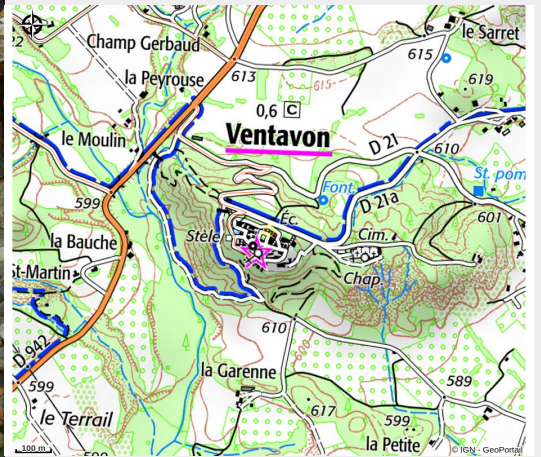 Champ Gerbaud
le Sarret
615
613
la Peyrouse
615
619
0,6 C
Ventavon
D 21
le Moulin
610
Font.
St. pom
D 21a
599
601
Éc.
Stèle
Cim.
la Bauche
St-Martin
Chap.
610
600
D 942
la Garenne
589
599
617
599
le Terrail
la Petite
100 m
© IGN - GeoPortail